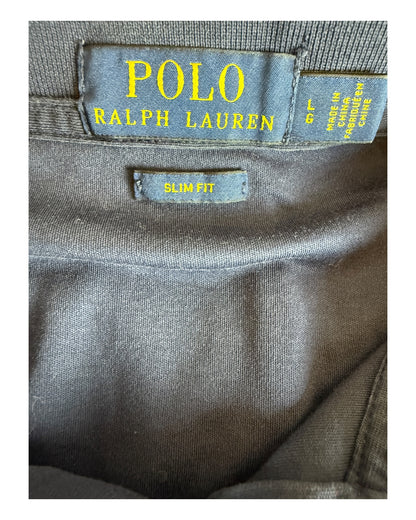 POLO
RALPH LAUREN
L
G
MADE IN
CHINA
FABRIQUÉ EN
CHINE
SLIM FIT